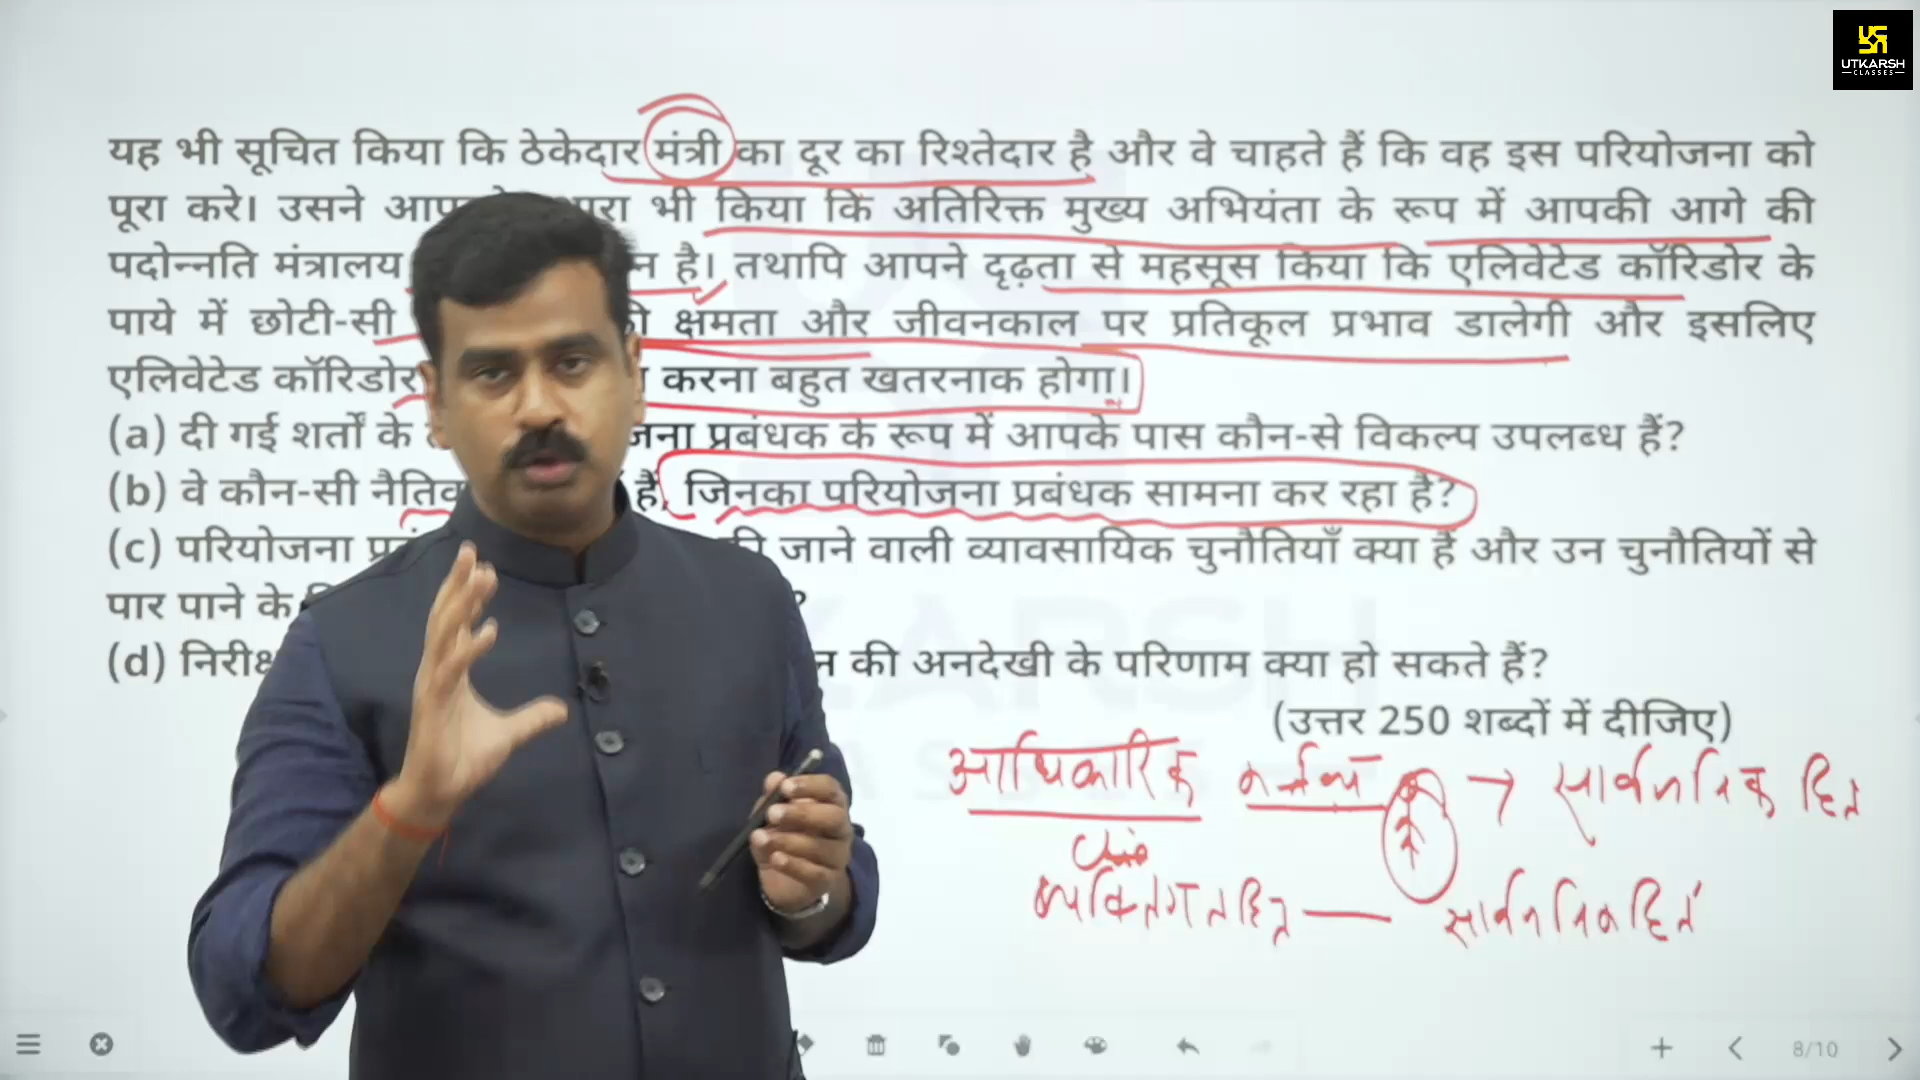 UTKARSH
CLASSES
यह भी सूचित किया कि ठेकेदार मंत्री का दूर का रिश्तेदार है और वे चाहते हैं कि वह इस परियोजना को
पूरा करे। उसने भी किया कि अतिरिक्त मुख्य अभियंता के रूप में आपकी आगे की
पदोन्नति मंत्रालय है। तथापि आपने दृढ़ता से महसूस किया कि एलिवेटेड कॉरिडोर के
पाये में छोटी-सी क्षमता और जीवनकाल पर प्रतिकूल प्रभाव डालेगी और इसलिए
एलिवेटेड कॉरिडोर करना बहुत खतरनाक होगा।
(a) दी गई शर्तों के प्रबंधक के रूप में आपके पास कौन-से विकल्प उपलब्ध हैं?
(b) वे कौन-सी हैं, जिनका परियोजना प्रबंधक सामना कर रहा है?
(c) परियोजना की जाने वाली व्यावसायिक चुनौतियाँ क्या हैं और उन चुनौतियों से
पार पाने के
(d) की अनदेखी के परिणाम क्या हो सकते हैं?
(उत्तर 250 शब्दों में दीजिए)
आधिकारिक कर्तव्य → सार्वजनिक हित
व्यक्तिगत हित — सार्वजनिक हित
8/10